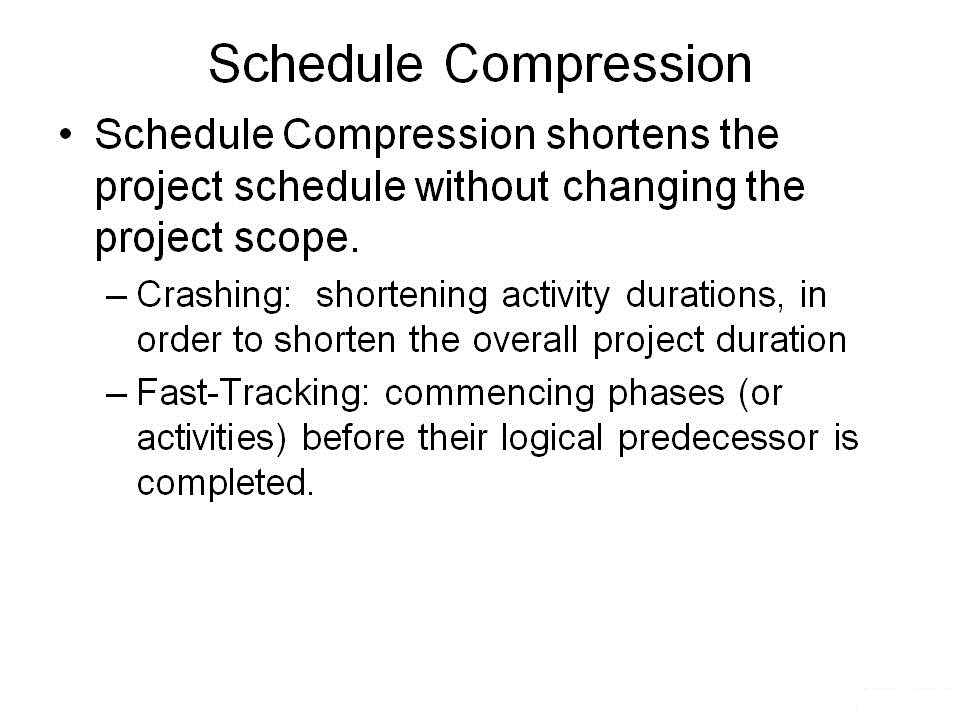 Schedule Compression
• Schedule Compression shortens the
project schedule without changing the
project scope.
– Crashing:  shortening activity durations, in
order to shorten the overall project duration
– Fast-Tracking: commencing phases (or
activities) before their logical predecessor is
completed.